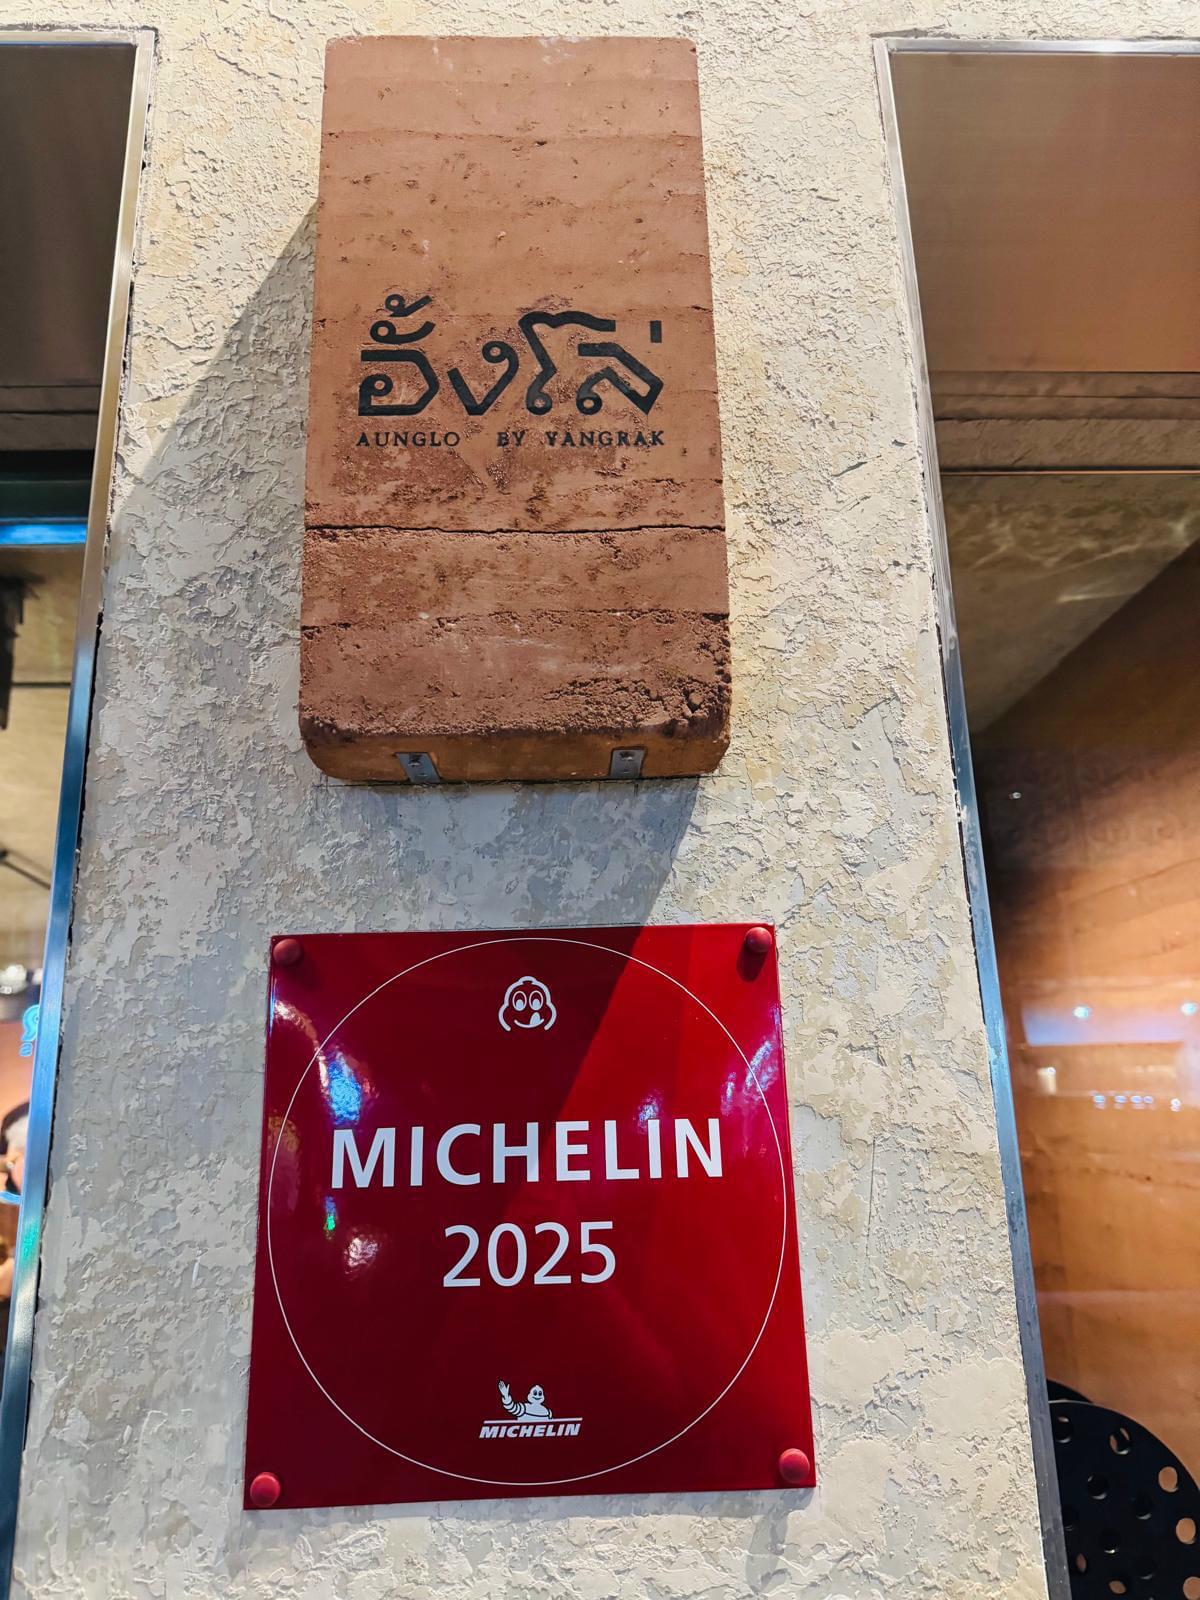 อั้งโล่
AUNGLO BY YANGRAK
MICHELIN
2025
MICHELIN